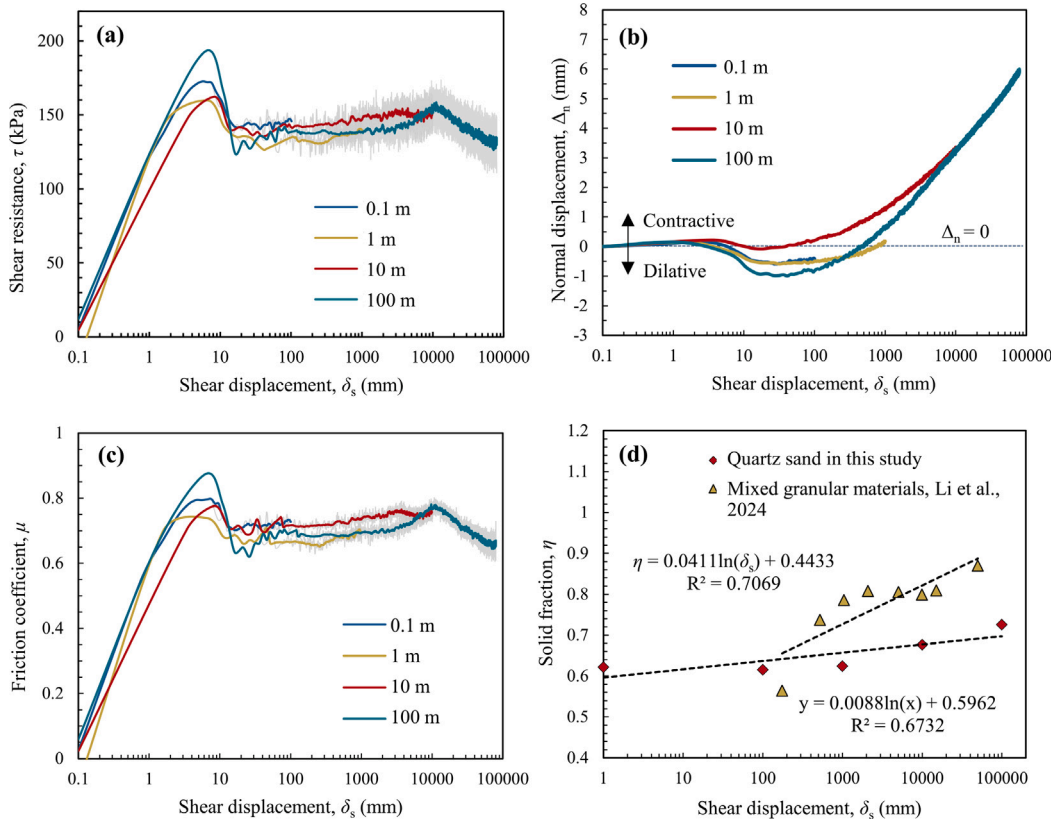 (a)
200
150
100
50
0
0.1
1
10
100
1000
10000
100000
Shear resistance, τ (kPa)
Shear displacement, δs (mm)
0.1 m
1 m
10 m
100 m
(b)
8
7
6
5
4
3
2
1
0
-1
-2
-3
0.1
1
10
100
1000
10000
100000
Normal displacement, Δn (mm)
Shear displacement, δs (mm)
0.1 m
1 m
10 m
100 m
Contractive
Dilative
Δn = 0
(c)
1
0.8
0.6
0.4
0.2
0
0.1
1
10
100
1000
10000
100000
Friction coefficient, μ
Shear displacement, δs (mm)
0.1 m
1 m
10 m
100 m
(d)
1.2
1.1
1
0.9
0.8
0.7
0.6
0.5
0.4
1
10
100
1000
10000
100000
Solid fraction, η
Shear displacement, δs (mm)
Quartz sand in this study
Mixed granular materials, Li et al.,
2024
η = 0.0411ln(δs) + 0.4433
R² = 0.7069
y = 0.0088ln(x) + 0.5962
R² = 0.6732